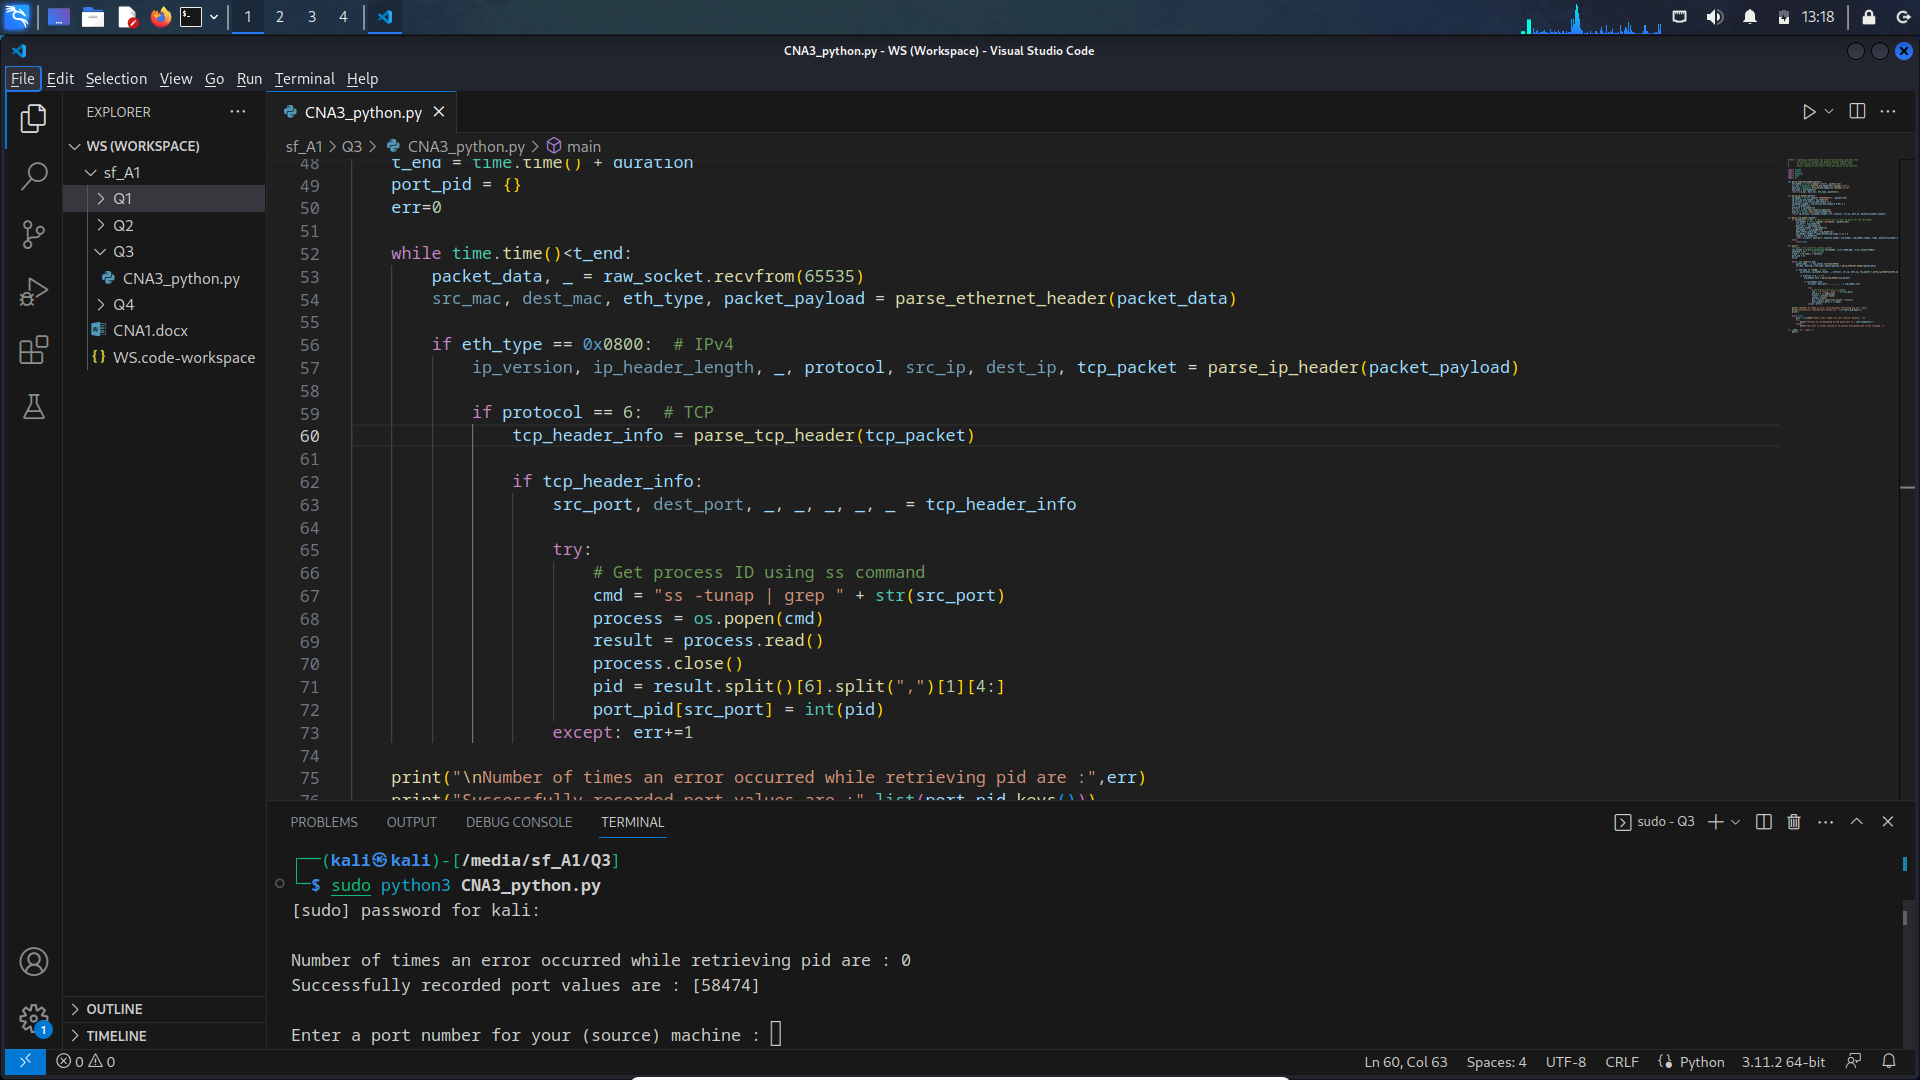 1 2 3 4 13:18
CNA3_python.py - WS (Workspace) - Visual Studio Code
File Edit Selection View Go Run Terminal Help
EXPLORER
WS (WORKSPACE)
sf_A1
Q1
Q2
Q3
CNA3_python.py
Q4
CNA1.docx
WS.code-workspace
OUTLINE
TIMELINE
CNA3_python.py
sf_A1 > Q3 > CNA3_python.py > main
48 t_end = time.time() + duration
49 port_pid = {}
50 err=0
51
52 while time.time()<t_end:
53 packet_data, _ = raw_socket.recvfrom(65535)
54 src_mac, dest_mac, eth_type, packet_payload = parse_ethernet_header(packet_data)
55
56 if eth_type == 0x0800: # IPv4
57 ip_version, ip_header_length, _, protocol, src_ip, dest_ip, tcp_packet = parse_ip_header(packet_payload)
58
59 if protocol == 6: # TCP
60 tcp_header_info = parse_tcp_header(tcp_packet)
61
62 if tcp_header_info:
63 src_port, dest_port, _, _, _, _, _ = tcp_header_info
64
65 try:
66 # Get process ID using ss command
67 cmd = "ss -tunap | grep " + str(src_port)
68 process = os.popen(cmd)
69 result = process.read()
70 process.close()
71 pid = result.split()[6].split(",")[1][4:]
72 port_pid[src_port] = int(pid)
73 except: err+=1
74
75 print("\nNumber of times an error occurred while retrieving pid are :",err)
76 print("Successfully recorded port values are :",list(port_pid.keys()))
PROBLEMS OUTPUT DEBUG CONSOLE TERMINAL
sudo - Q3
(kali㉿kali)-[/media/sf_A1/Q3]
$ sudo python3 CNA3_python.py
[sudo] password for kali:
Number of times an error occurred while retrieving pid are : 0
Successfully recorded port values are : [58474]
Enter a port number for your (source) machine :
1
0 0 Ln 60, Col 63 Spaces: 4 UTF-8 CRLF Python 3.11.2 64-bit